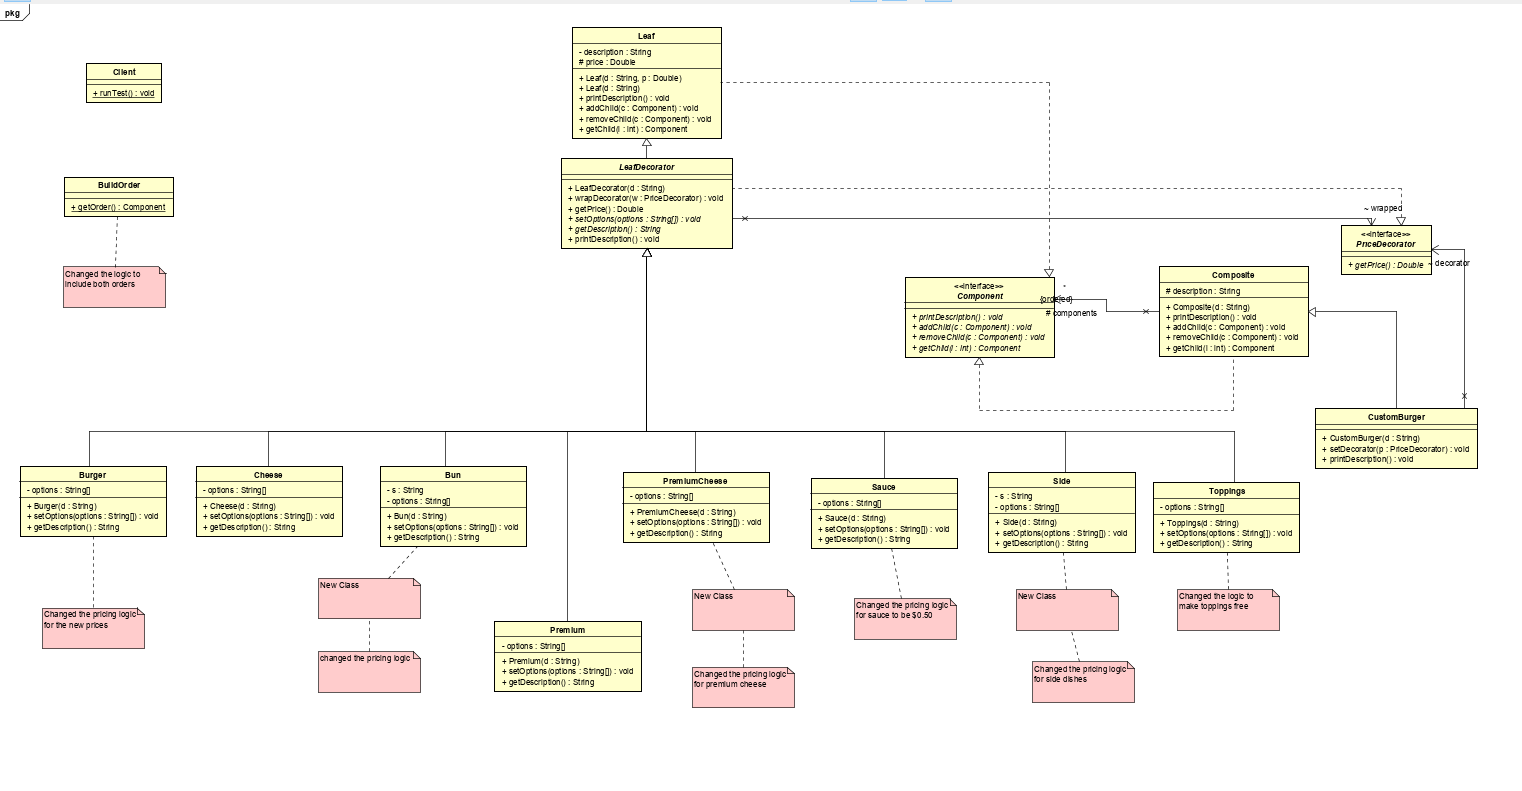 pkg
Leaf
- description : String
# price : Double
+ Leaf(d : String, p : Double)
+ Leaf(d : String)
+ printDescription() : void
+ addChild(c : Component) : void
+ removeChild(c : Component) : void
+ getChild(i : int) : Component
Client
+ runTest() : void
BuildOrder
+ getOrder() : Component
Changed the logic to
include both orders
LeafDecorator
+ LeafDecorator(d : String)
+ wrapDecorator(w : PriceDecorator) : void
+ getPrice() : Double
+ setOptions(options : String[]) : void
+ getDescription() : String
+ printDescription() : void
~ wrapped
<<interface>>
PriceDecorator
+ getPrice() : Double
~ decorator
<<interface>>
Component
+ printDescription() : void
+ addChild(c : Component) : void
+ removeChild(c : Component) : void
+ getChild(i : int) : Component
*
{ordered}
# components
Composite
# description : String
+ Composite(d : String)
+ printDescription() : void
+ addChild(c : Component) : void
+ removeChild(c : Component) : void
+ getChild(i : int) : Component
CustomBurger
+ CustomBurger(d : String)
+ setDecorator(p : PriceDecorator) : void
+ printDescription() : void
Burger
- options : String[]
+ Burger(d : String)
+ setOptions(options : String[]) : void
+ getDescription() : String
Cheese
- options : String[]
+ Cheese(d : String)
+ setOptions(options : String[]) : void
+ getDescription() : String
Bun
- s : String
- options : String[]
+ Bun(d : String)
+ setOptions(options : String[]) : void
+ getDescription() : String
PremiumCheese
- options : String[]
+ PremiumCheese(d : String)
+ setOptions(options : String[]) : void
+ getDescription() : String
Sauce
- options : String[]
+ Sauce(d : String)
+ setOptions(options : String[]) : void
+ getDescription() : String
Side
- s : String
- options : String[]
+ Side(d : String)
+ setOptions(options : String[]) : void
+ getDescription() : String
Toppings
- options : String[]
+ Toppings(d : String)
+ setOptions(options : String[]) : void
+ getDescription() : String
Changed the pricing logic
for the new prices
New Class
changed the pricing logic
Premium
- options : String[]
+ Premium(d : String)
+ setOptions(options : String[]) : void
+ getDescription() : String
New Class
Changed the pricing logic
for premium cheese
Changed the pricing logic
for sauce to be $0.50
New Class
Changed the pricing logic
for side dishes
Changed the logic to
make toppings free